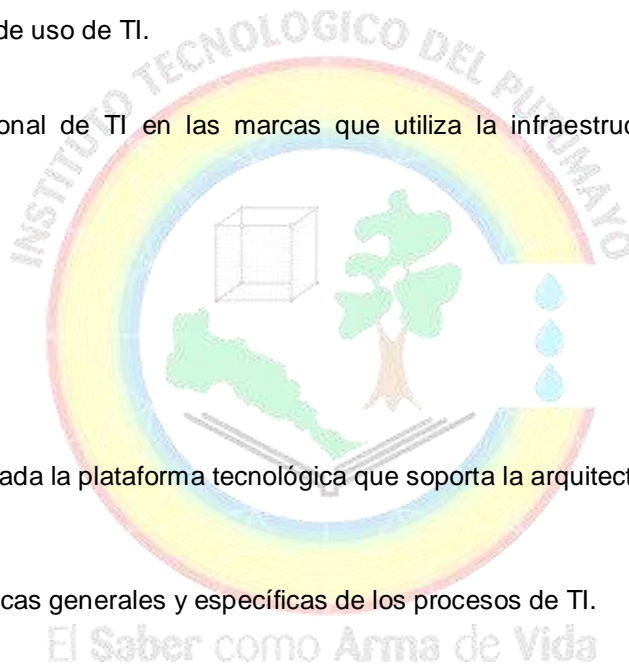 de uso de TI.
INSTITUTO TECNOLOGICO DEL PUTUMAYO
onal de TI en las marcas que utiliza la infraestruc
ada la plataforma tecnológica que soporta la arquitect
cas generales y específicas de los procesos de TI.
El Saber como Arma de Vida